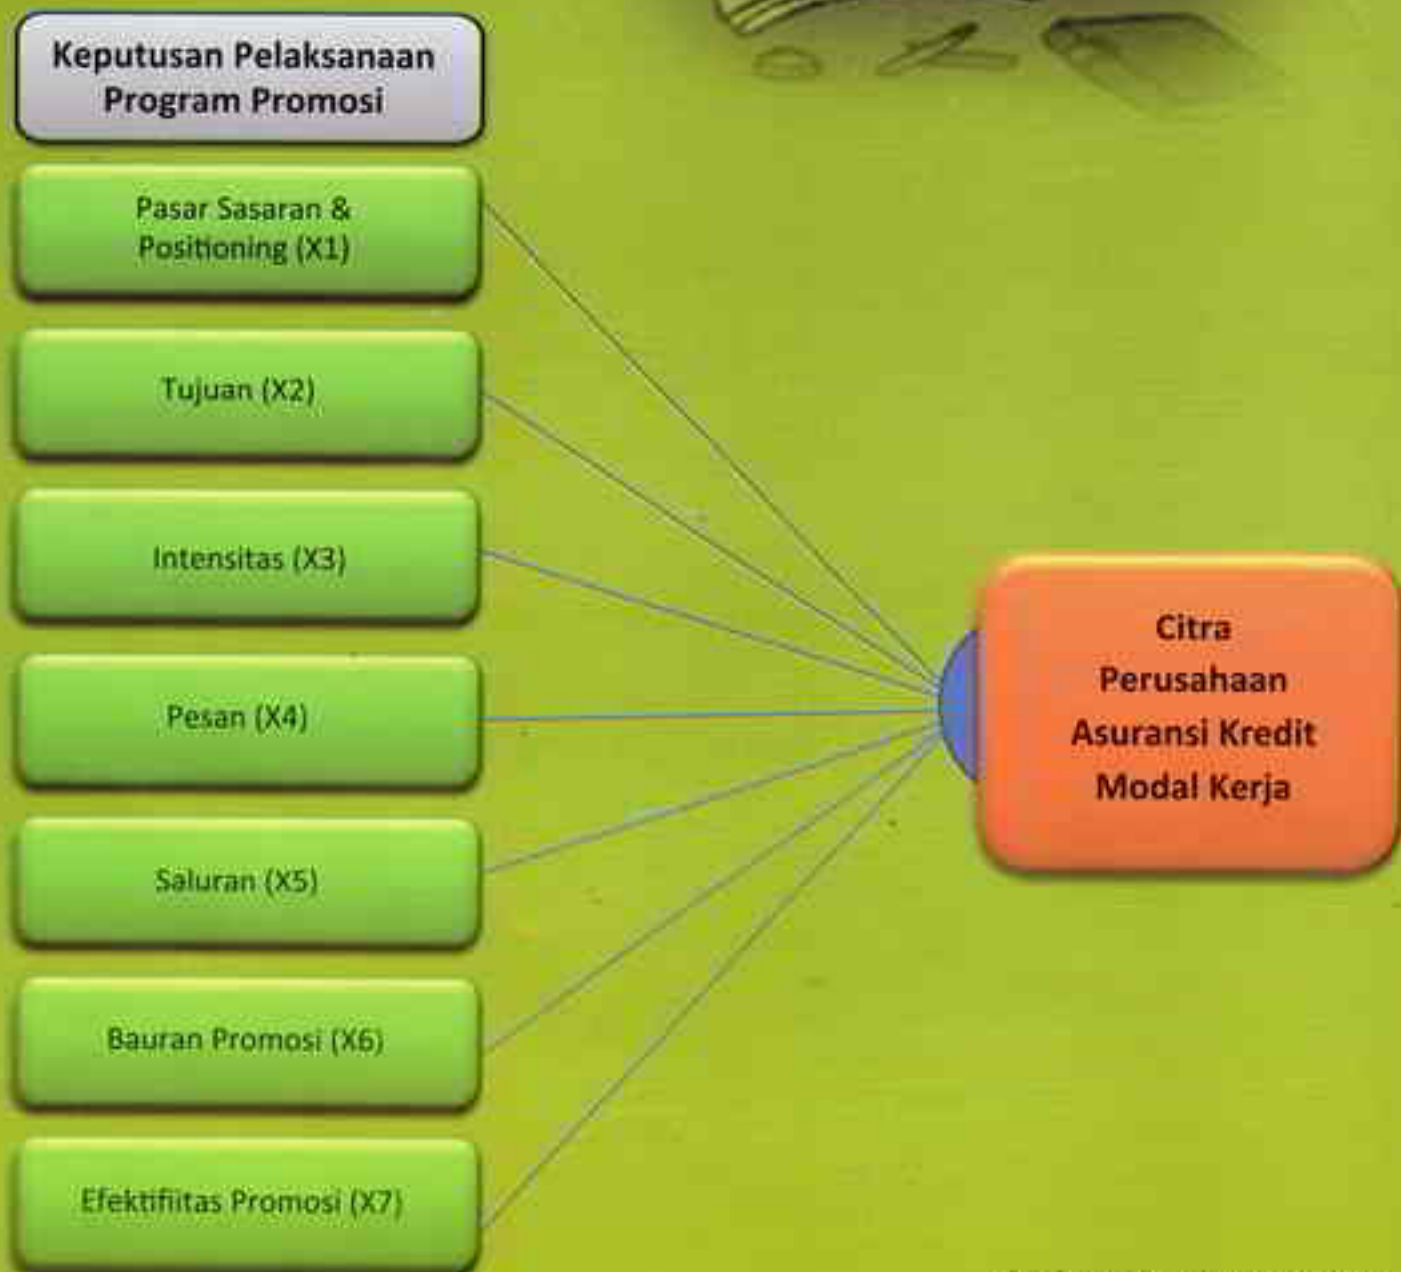 Keputusan Pelaksanaan
Program Promosi
Pasar Sasaran &
Positioning (X1)
Tujuan (X2)
Intensitas (X3)
Pesan (X4)
Saluran (X5)
Bauran Promosi (X6)
Efektifiitas Promosi (X7)
Citra
Perusahaan
Asuransi Kredit
Modal Kerja